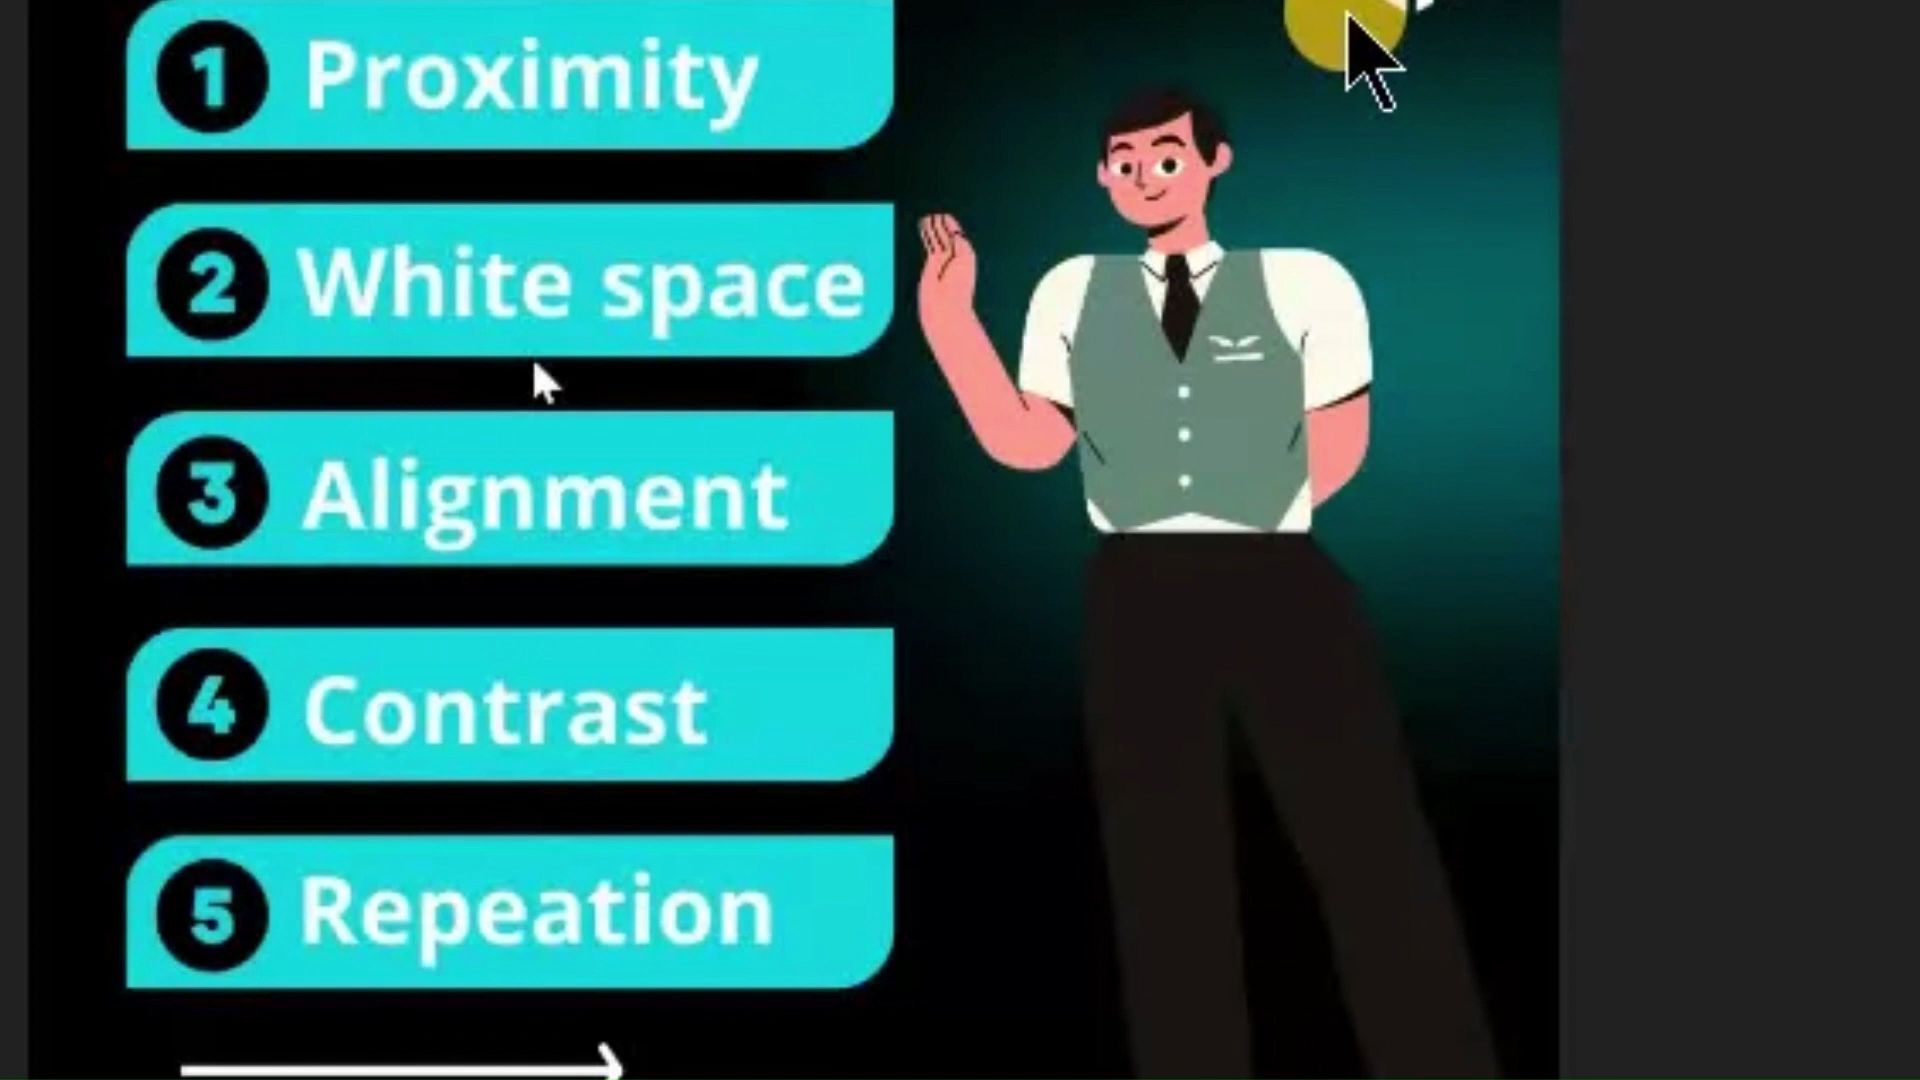 1 Proximity
2 White space
3 Alignment
4 Contrast
5 Repeation